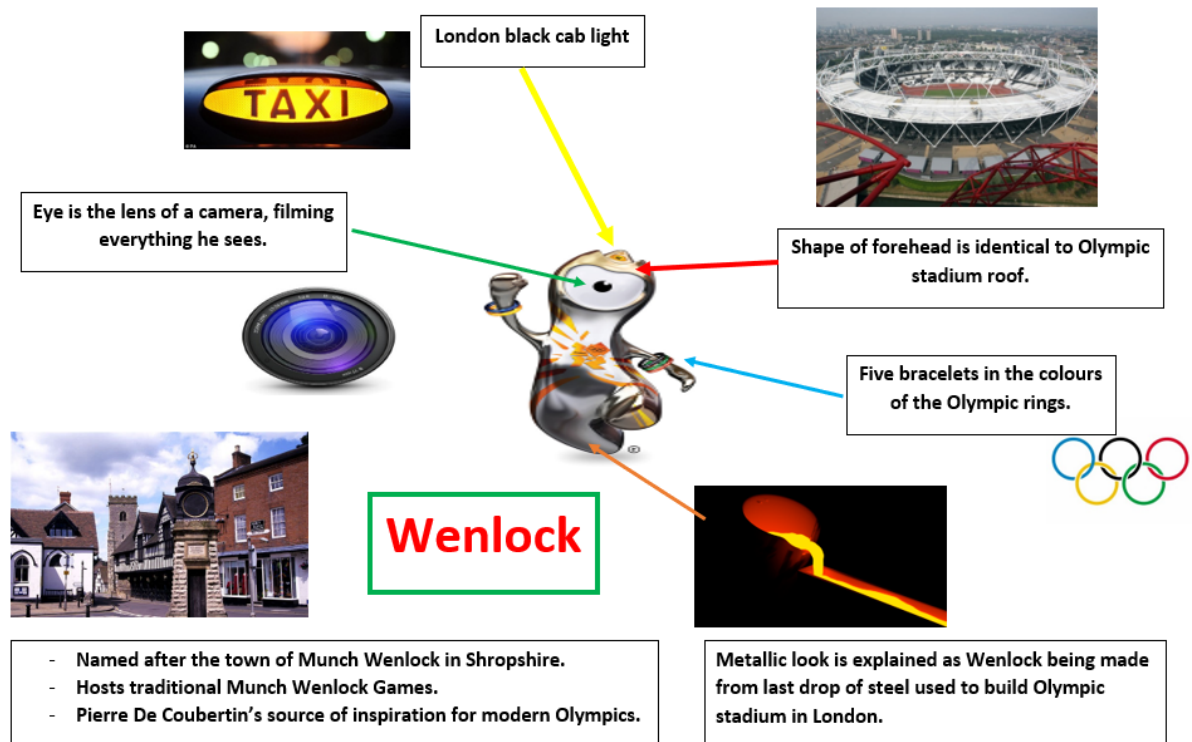 London black cab light
TAXI
Eye is the lens of a camera, filming
everything he sees.
Shape of forehead is identical to Olympic
stadium roof.
Five bracelets in the colours
of the Olympic rings.
Wenlock
- Named after the town of Munch Wenlock in Shropshire.
- Hosts traditional Munch Wenlock Games.
- Pierre De Coubertin’s source of inspiration for modern Olympics.
Metallic look is explained as Wenlock being made
from last drop of steel used to build Olympic
stadium in London.